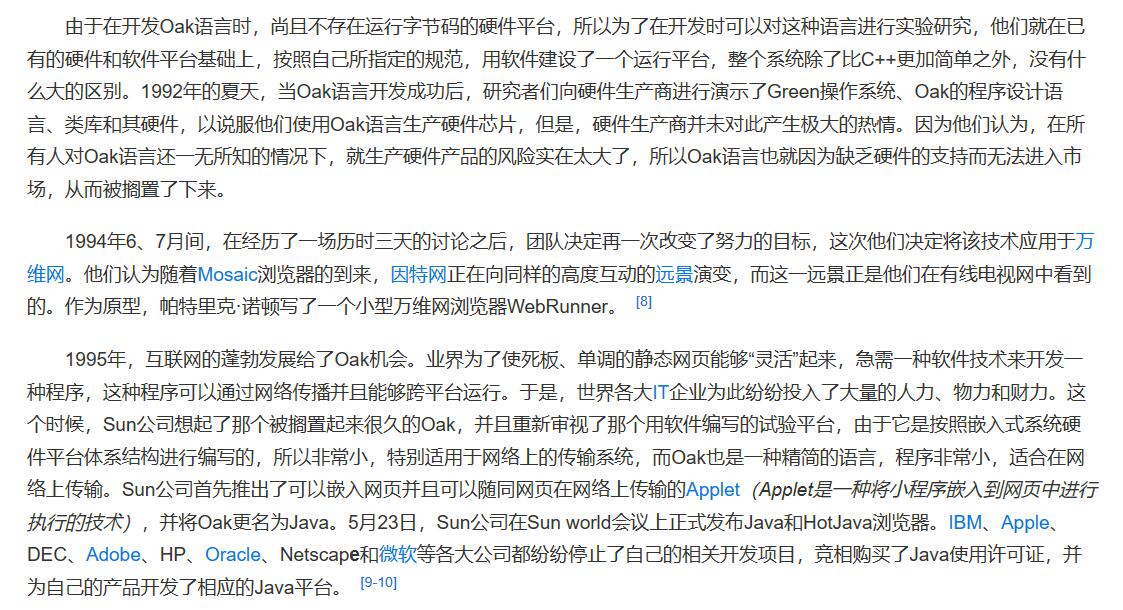 由于在开发Oak语言时，尚且不存在运行字节码的硬件平台，所以为了在开发时可以对这种语言进行实验研究，他们就在已
有的硬件和软件平台基础上，按照自己所指定的规范，用软件建设了一个运行平台，整个系统除了比C++更加简单之外，没有什
么大的区别。1992年的夏天，当Oak语言开发成功后，研究者们向硬件生产商进行演示了Green操作系统、Oak的程序设计语
言、类库和其硬件，以说服他们使用Oak语言生产硬件芯片，但是，硬件生产商并未对此产生极大的热情。因为他们认为，在所
有人对Oak语言还一无所知的情况下，就生产硬件产品的风险实在太大了，所以Oak语言也就因为缺乏硬件的支持而无法进入市
场，从而被搁置了下来。
1994年6、7月间，在经历了一场历时三天的讨论之后，团队决定再一次改变了努力的目标，这次他们决定将该技术应用于万
维网。他们认为随着Mosaic浏览器的到来，因特网正在向同样的高度互动的远景演变，而这一远景正是他们在有线电视网中看到
的。作为原型，帕特里克·诺顿写了一个小型万维网浏览器WebRunner。 [8]
1995年，互联网的蓬勃发展给了Oak机会。业界为了使死板、单调的静态网页能够“灵活”起来，急需一种软件技术来开发一
种程序，这种程序可以通过网络传播并且能够跨平台运行。于是，世界各大IT企业为此纷纷投入了大量的人力、物力和财力。这
个时候，Sun公司想起了那个被搁置起来很久的Oak，并且重新审视了那个用软件编写的试验平台，由于它是按照嵌入式系统硬
件平台体系结构进行编写的，所以非常小，特别适用于网络上的传输系统，而Oak也是一种精简的语言，程序非常小，适合在网
络上传输。Sun公司首先推出了可以嵌入网页并且可以随同网页在网络上传输的Applet（Applet是一种将小程序嵌入到网页中进行
执行的技术），并将Oak更名为Java。5月23日，Sun公司在Sun world会议上正式发布Java和HotJava浏览器。IBM、Apple、
DEC、Adobe、HP、Oracle、Netscape和微软等各大公司都纷纷停止了自己的相关开发项目，竞相购买了Java使用许可证，并
为自己的产品开发了相应的Java平台。 [9-10]